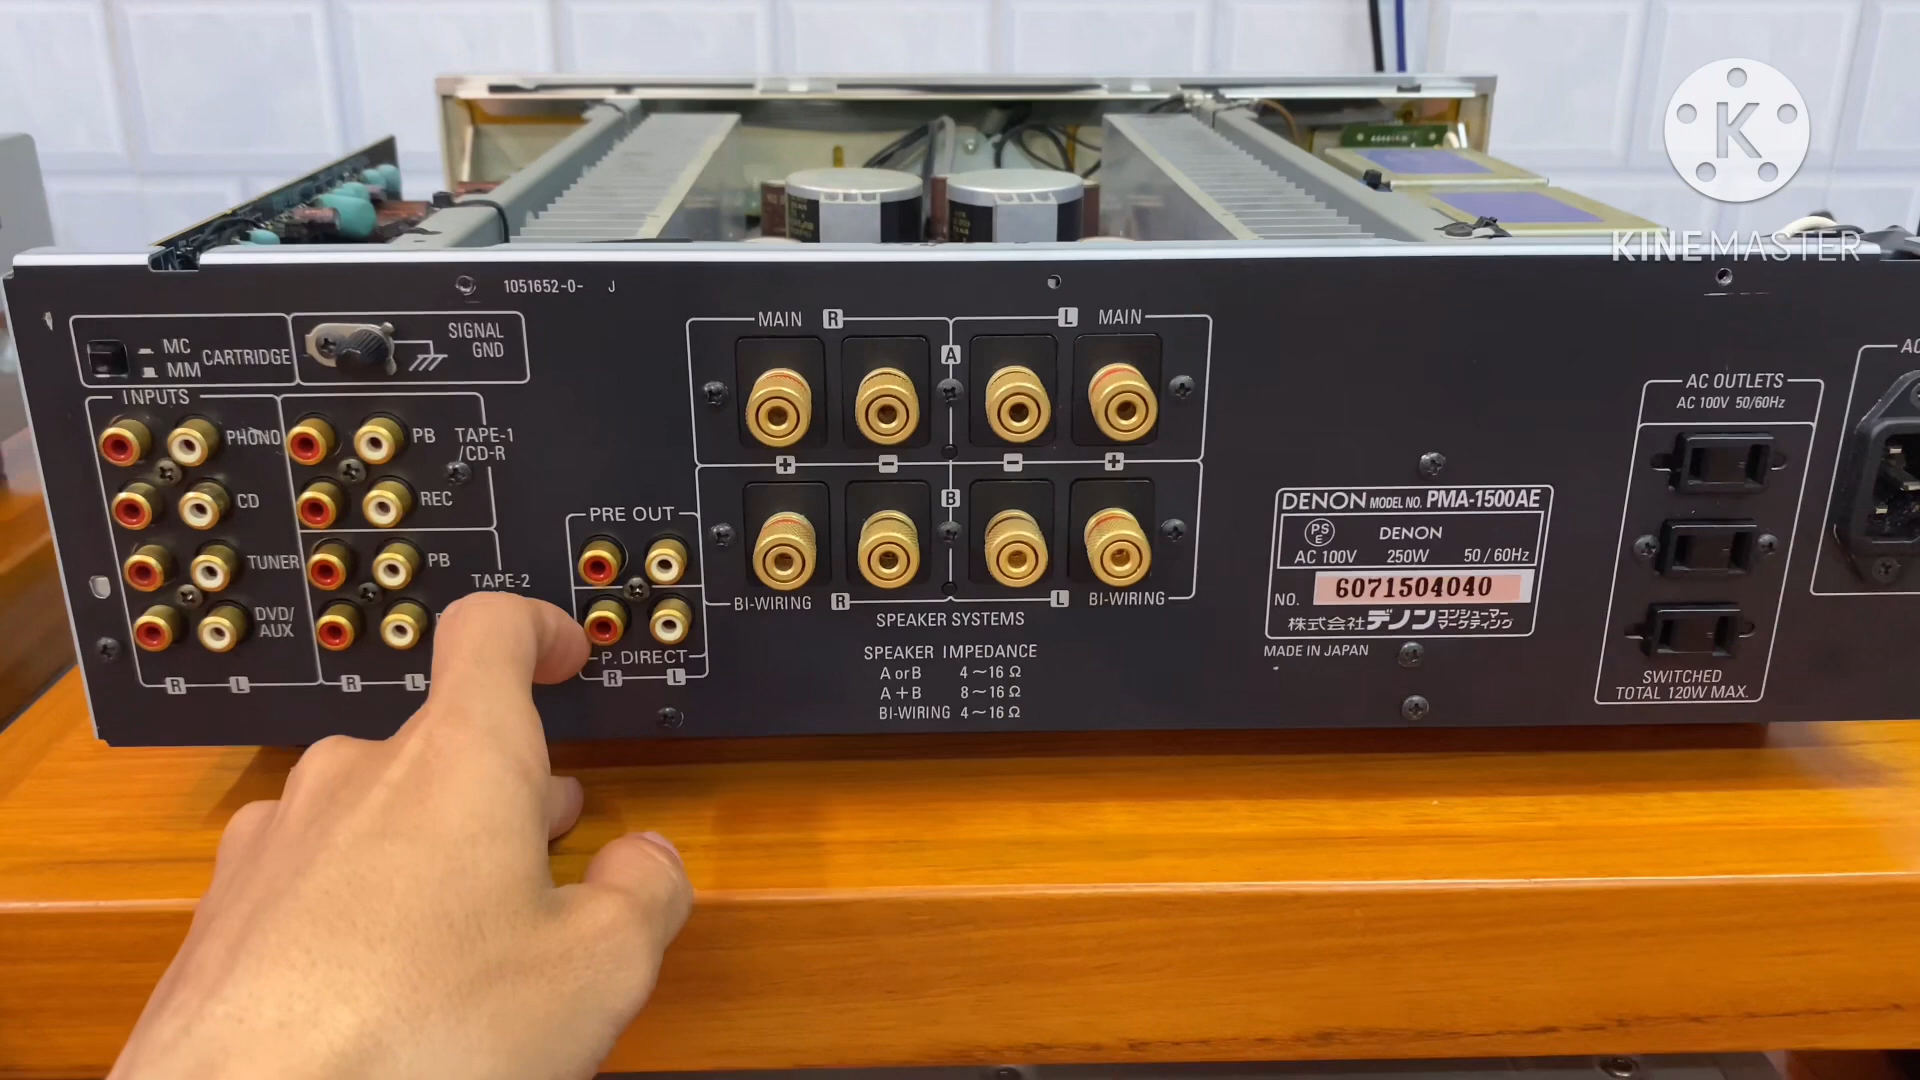 K
KINEMASTER
1051652-0- J
MC
MM
CARTRIDGE
SIGNAL
GND
INPUTS
PHONO
CD
TUNER
DVD/
AUX
R L
PB
TAPE-1
/CD-R
REC
PB
TAPE-2
R L
PRE OUT
P.DIRECT
R L
MAIN R
L MAIN
A
+ - - +
B
BI-WIRING R
L BI-WIRING
SPEAKER SYSTEMS
SPEAKER IMPEDANCE
A or B 4～16 Ω
A + B 8～16 Ω
BI-WIRING 4～16 Ω
DENON MODEL NO. PMA-1500AE
PS
E
DENON
AC 100V 250W 50/60Hz
NO. 6071504040
株式会社デノン コンシューマー
マーケティング
MADE IN JAPAN
AC OUTLETS
AC 100V 50/60Hz
SWITCHED
TOTAL 120W MAX.
AC